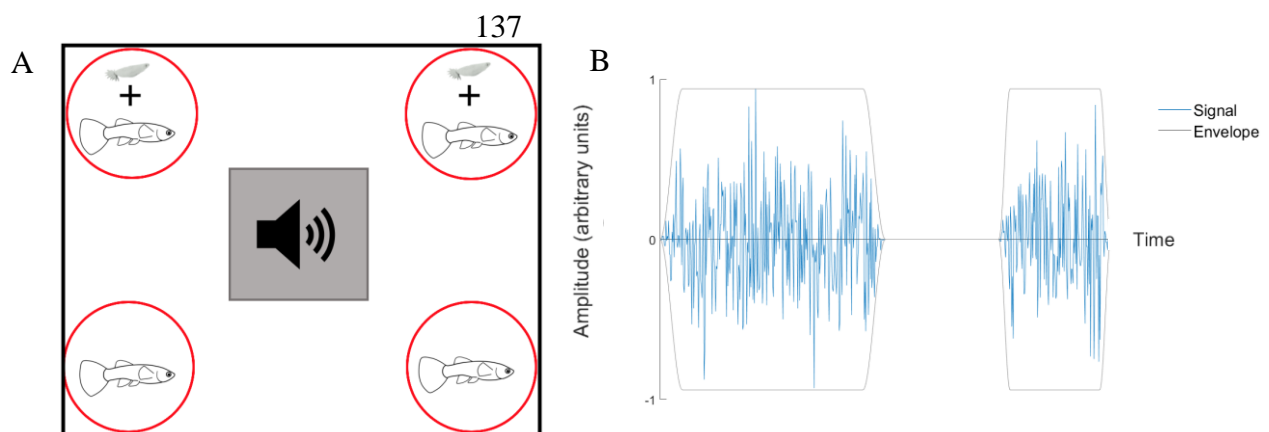 137
A
+
+
B
Amplitude (arbitrary units)
1
0
-1
Signal
Envelope
Time